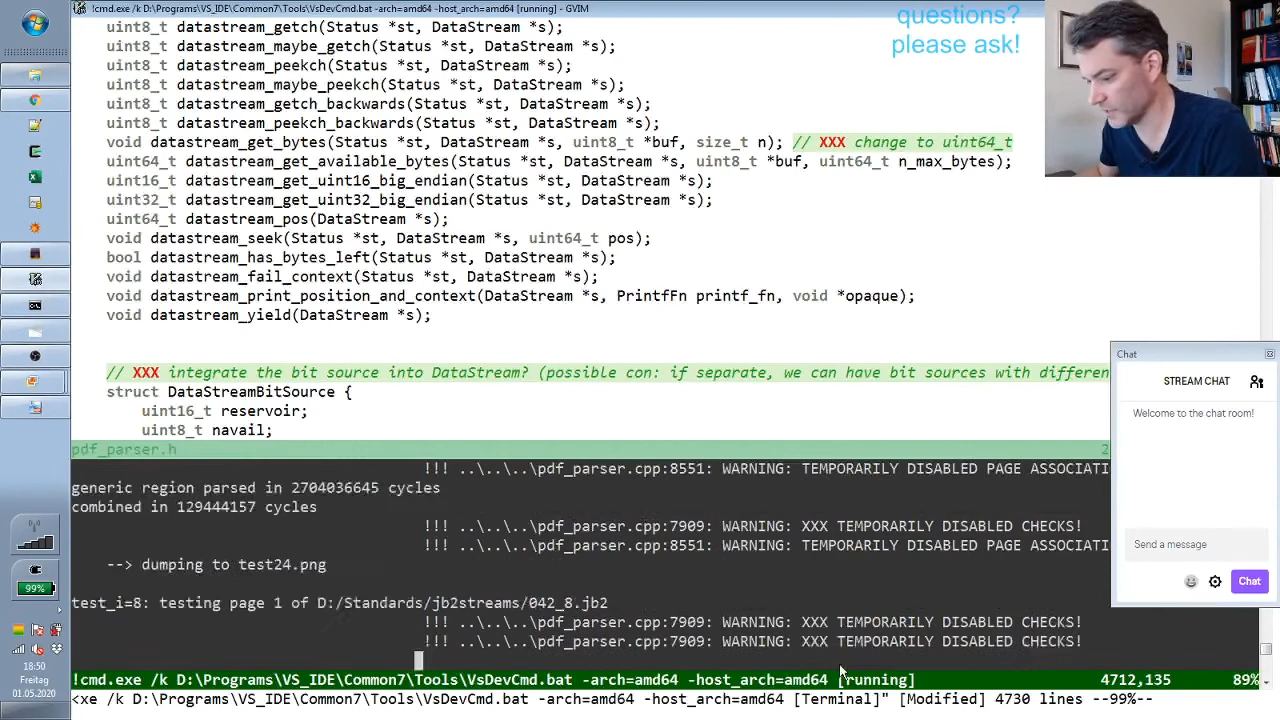 !cmd.exe /k D:\Programs\VS_IDE\Common7\Tools\VsDevCmd.bat -arch=amd64 -host_arch=amd64 [running] - GVIM
questions?
please ask!
uint8_t datastream_getch(Status *st, DataStream *s);
uint8_t datastream_maybe_getch(Status *st, DataStream *s);
uint8_t datastream_peekch(Status *st, DataStream *s);
uint8_t datastream_maybe_peekch(Status *st, DataStream *s);
uint8_t datastream_getch_backwards(Status *st, DataStream *s);
uint8_t datastream_peekch_backwards(Status *st, DataStream *s);
void datastream_get_bytes(Status *st, DataStream *s, uint8_t *buf, size_t n); // XXX change to uint64_t
uint64_t datastream_get_available_bytes(Status *st, DataStream *s, uint8_t *buf, uint64_t n_max_bytes);
uint16_t datastream_get_uint16_big_endian(Status *st, DataStream *s);
uint32_t datastream_get_uint32_big_endian(Status *st, DataStream *s);
uint64_t datastream_pos(DataStream *s);
void datastream_seek(Status *st, DataStream *s, uint64_t pos);
bool datastream_has_bytes_left(Status *st, DataStream *s);
void datastream_fail_context(Status *st, DataStream *s);
void datastream_print_position_and_context(DataStream *s, PrintfFn printf_fn, void *opaque);
void datastream_yield(DataStream *s);
// XXX integrate the bit source into DataStream? (possible con: if separate, we can have bit sources with differen
struct DataStreamBitSource {
uint16_t reservoir;
uint8_t navail;
pdf_parser.h 2
!!! ..\..\..\pdf_parser.cpp:8551: WARNING: TEMPORARILY DISABLED PAGE ASSOCIATI
generic region parsed in 2704036645 cycles
combined in 129444157 cycles
!!! ..\..\..\pdf_parser.cpp:7909: WARNING: XXX TEMPORARILY DISABLED CHECKS!
!!! ..\..\..\pdf_parser.cpp:8551: WARNING: TEMPORARILY DISABLED PAGE ASSOCIATI
--> dumping to test24.png
test_i=8: testing page 1 of D:/Standards/jb2streams/042_8.jb2
!!! ..\..\..\pdf_parser.cpp:7909: WARNING: XXX TEMPORARILY DISABLED CHECKS!
!!! ..\..\..\pdf_parser.cpp:7909: WARNING: XXX TEMPORARILY DISABLED CHECKS!
!cmd.exe /k D:\Programs\VS_IDE\Common7\Tools\VsDevCmd.bat -arch=amd64 -host_arch=amd64 [running] 4712,135 89%
<xe /k D:\Programs\VS_IDE\Common7\Tools\VsDevCmd.bat -arch=amd64 -host_arch=amd64 [Terminal]" [Modified] 4730 lines --99%--
Chat
STREAM CHAT
Welcome to the chat room!
Send a message
Chat
99%
18:50
Freitag
01.05.2020